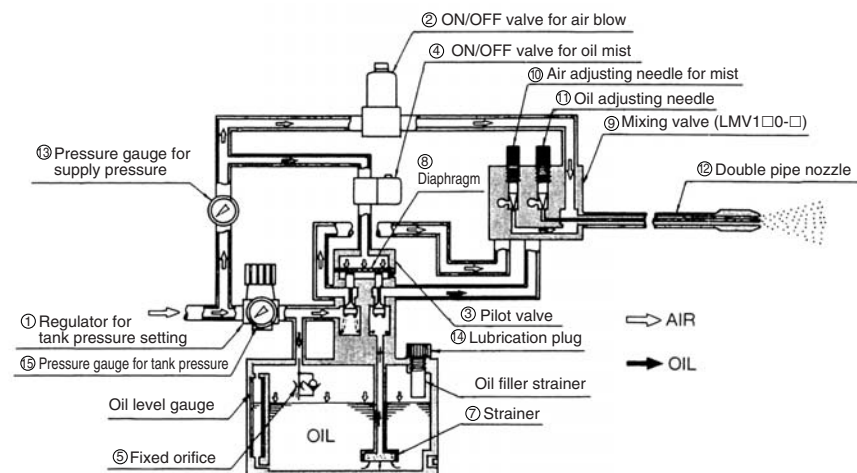 ② ON/OFF valve for air blow
④ ON/OFF valve for oil mist
⑩ Air adjusting needle for mist
⑪ Oil adjusting needle
⑨ Mixing valve (LMV1□0-□)
⑧
Diaphragm
⑬ Pressure gauge for
supply pressure
⑫ Double pipe nozzle
① Regulator for
tank pressure setting
③ Pilot valve
⑭ Lubrication plug
⑮ Pressure gauge for tank pressure
AIR
OIL
Oil level gauge
Oil filler strainer
OIL
⑦ Strainer
⑤ Fixed orifice